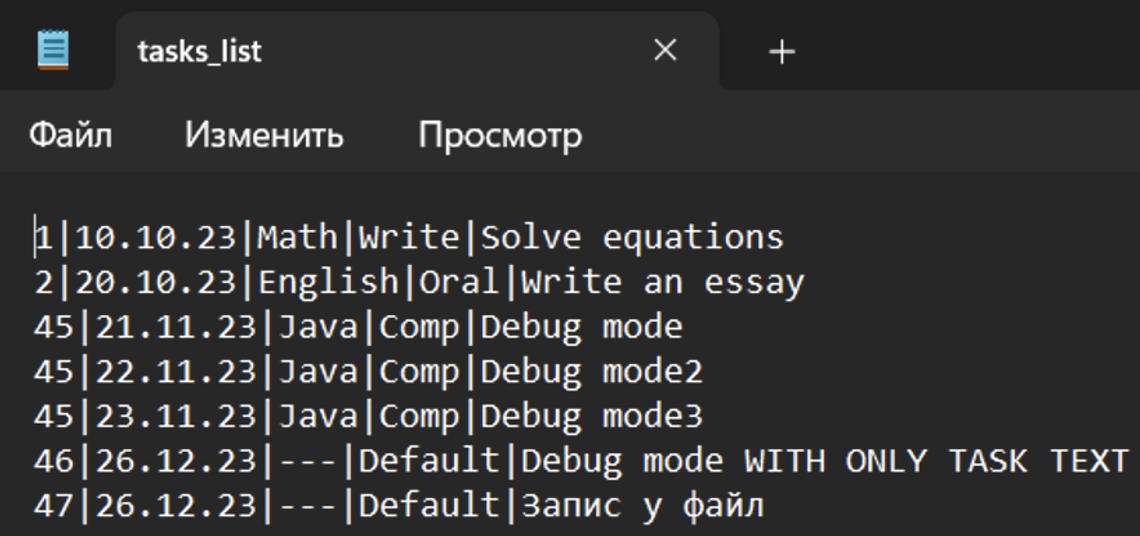 tasks_list
Файл Изменить Просмотр
1|10.10.23|Math|Write|Solve equations
2|20.10.23|English|Oral|Write an essay
45|21.11.23|Java|Comp|Debug mode
45|22.11.23|Java|Comp|Debug mode2
45|23.11.23|Java|Comp|Debug mode3
46|26.12.23|---|Default|Debug mode WITH ONLY TASK TEXT
47|26.12.23|---|Default|Запис у файл